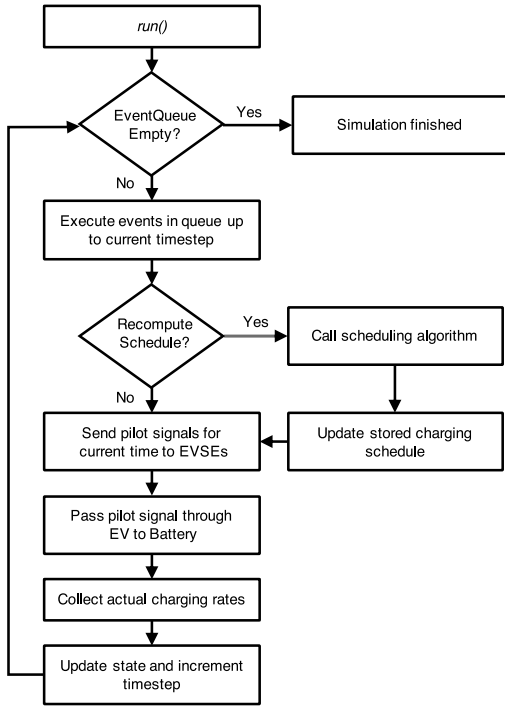 run()
EventQueue
Empty?
Yes
Simulation finished
No
Execute events in queue up
to current timestep
Recompute
Schedule?
Yes
Call scheduling algorithm
No
Send pilot signals for
current time to EVSEs
Update stored charging
schedule
Pass pilot signal through
EV to Battery
Collect actual charging rates
Update state and increment
timestep